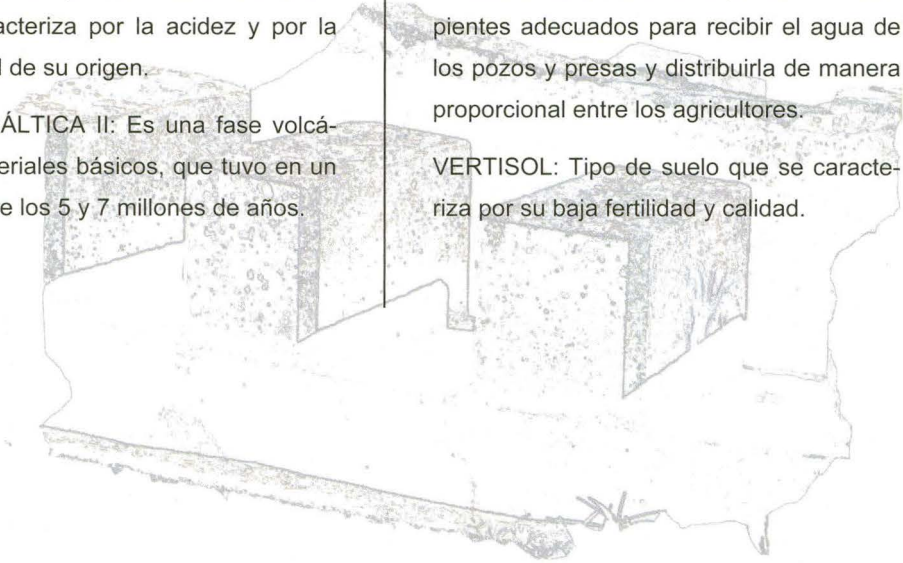 acteriza por la acidez y por la
l de su origen.
ÁLTICA II: Es una fase volcá-
eriales básicos, que tuvo en un
e los 5 y 7 millones de años.
pientes adecuados para recibir el agua de
los pozos y presas y distribuirla de manera
proporcional entre los agricultores.
VERTISOL: Tipo de suelo que se caracte-
riza por su baja fertilidad y calidad.